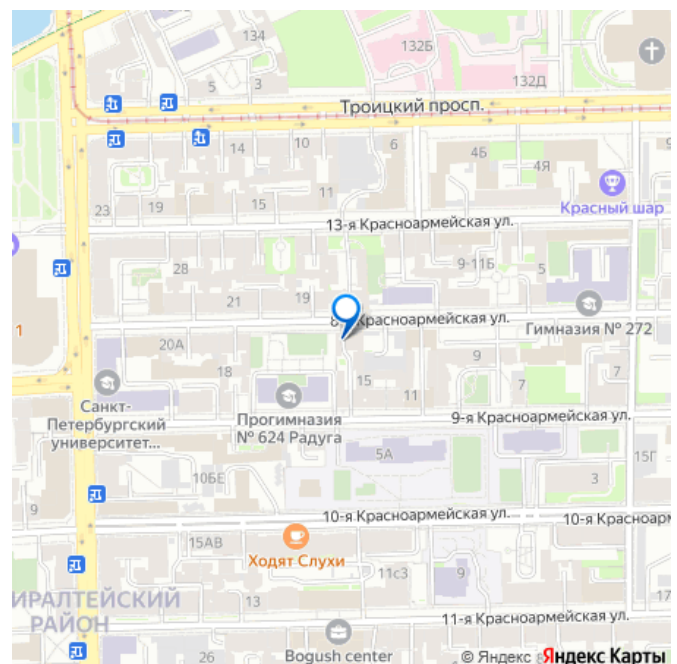 134
132Б
5
3
132Д
Троицкий просп.
14
10
6
4Б
4Я
11
Красный шар
23
19
15
13-я Красноармейская ул.
9-11Б
5
28
21
19
8-я Красноармейская ул.
Гимназия № 272
1
20А
18
9
7
15
7
11
Санкт-
Петербургский
университет...
Прогимназия
№ 624 Радуга
9-я Красноармейская ул.
5А
15Г
10БЕ
3
9
10-я Красноармейская ул.
10-я Красноарм
15АВ
Ходят Слухи
11с3
9
ИРАЛТЕЙСКИЙ
РАЙОН
13
17
11-я Красноармейская ул.
26
Bogush center
© Яндекс
Яндекс Карты